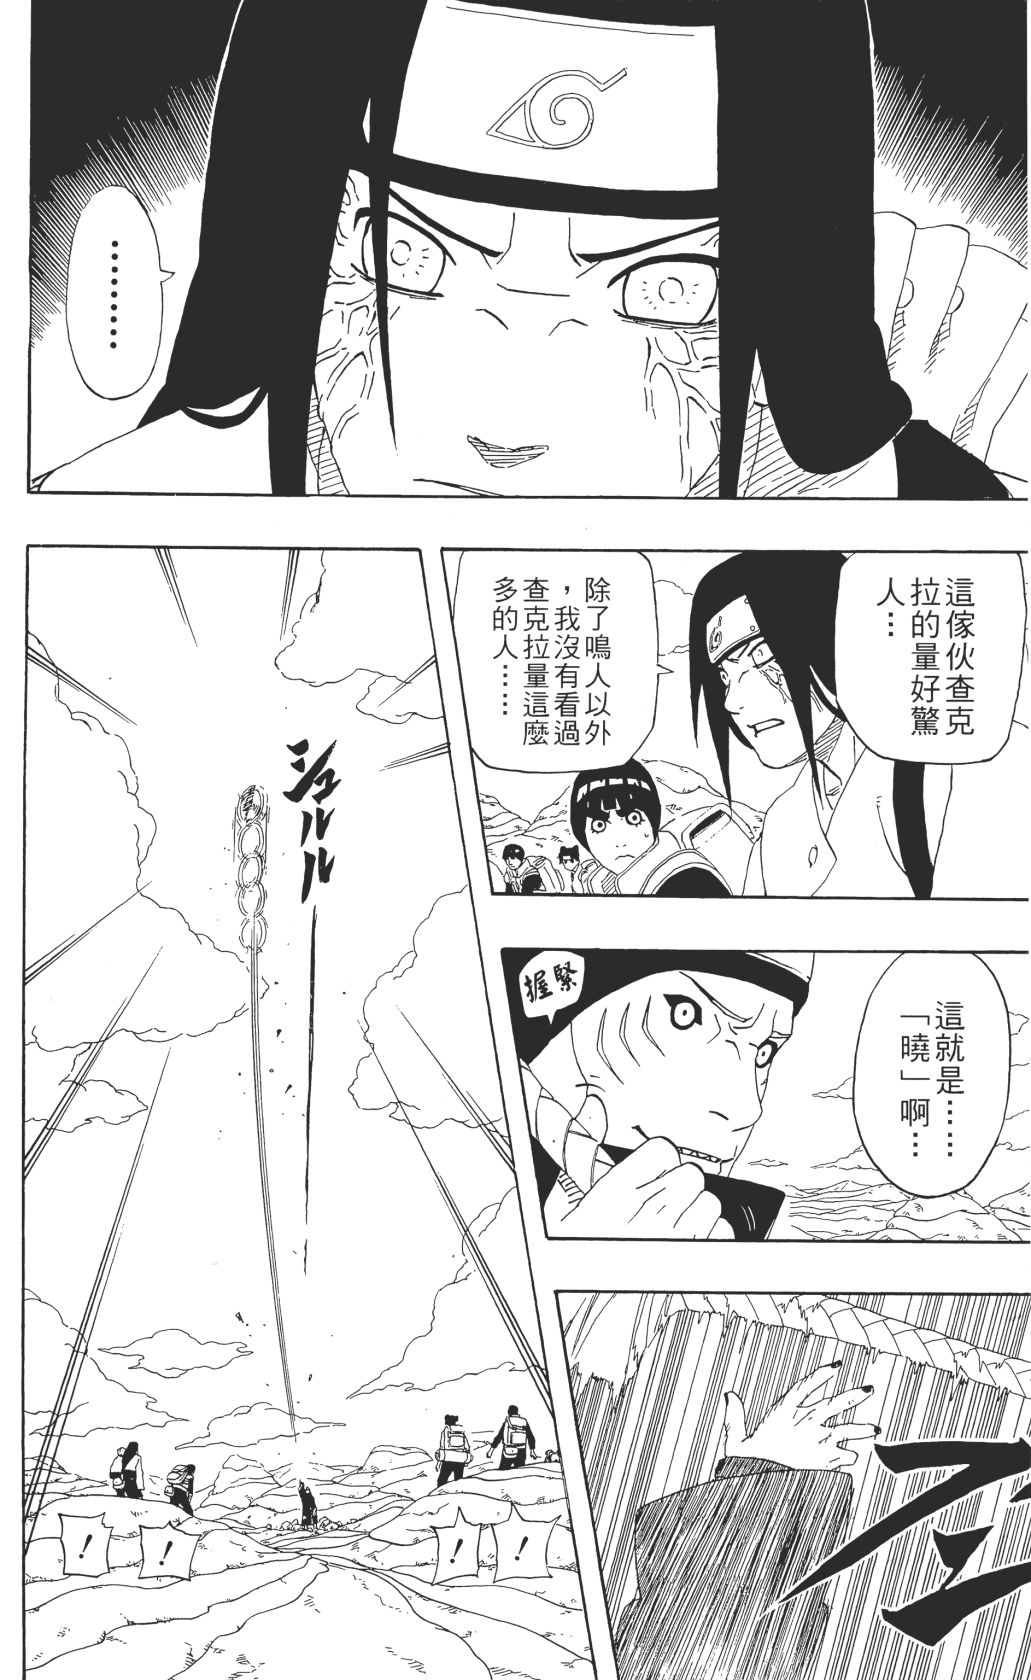 ………
這傢伙查克
拉的量好驚
人…
除了鳴人以外
，我沒有看過
查克拉量這麼
多的人……
緊
握
這就是……
「曉」啊…
シュルルル
！
！
！
！